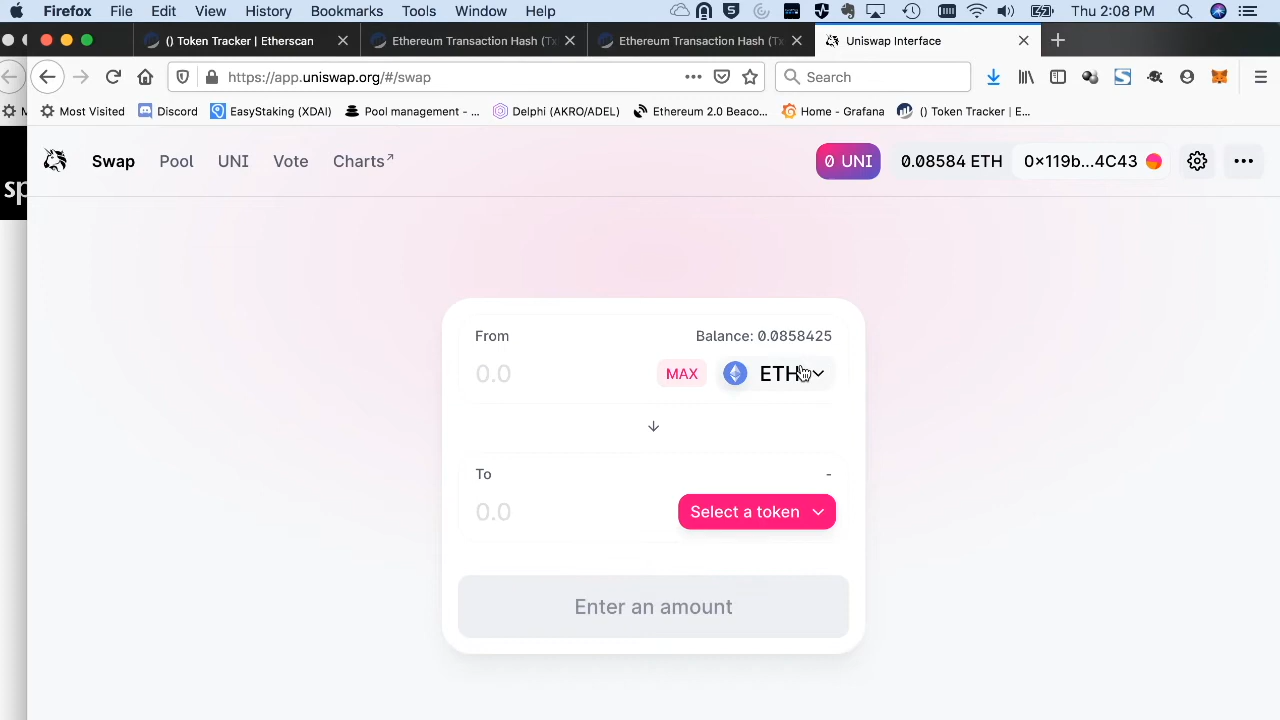 Firefox File Edit View History Bookmarks Tools Window Help Thu 2:08 PM
() Token Tracker | Etherscan Ethereum Transaction Hash (Tx Ethereum Transaction Hash (Tx Uniswap Interface
https://app.uniswap.org/#/swap Search
M Most Visited Discord EasyStaking (XDAI) Pool management - ... Delphi (AKRO/ADEL) Ethereum 2.0 Beaco... Home - Grafana () Token Tracker | E...
Swap Pool UNI Vote Charts↗ 0 UNI 0.08584 ETH 0x119b...4C43
sp
From Balance: 0.0858425
0.0 MAX ETH
To -
0.0 Select a token
Enter an amount